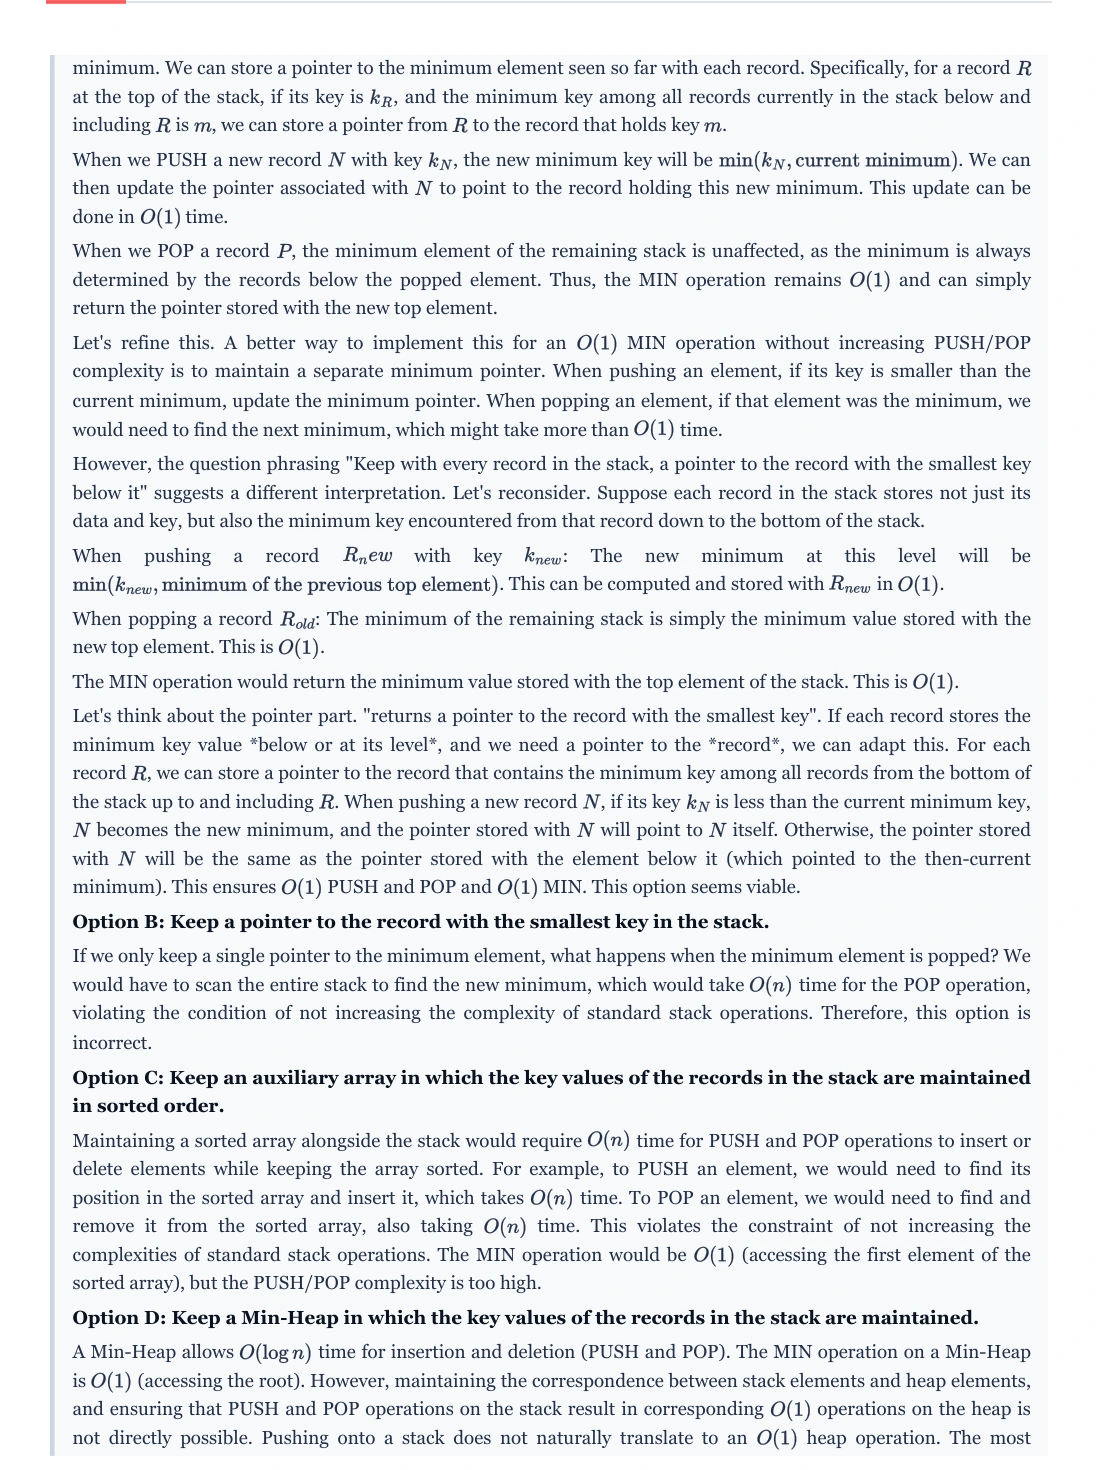 minimum. We can store a pointer to the minimum element seen so far with each record. Specifically, for a record R
at the top of the stack, if its key is k_R, and the minimum key among all records currently in the stack below and
including R is m, we can store a pointer from R to the record that holds key m.
When we PUSH a new record N with key k_N, the new minimum key will be min(k_N, current minimum). We can
then update the pointer associated with N to point to the record holding this new minimum. This update can be
done in O(1) time.
When we POP a record P, the minimum element of the remaining stack is unaffected, as the minimum is always
determined by the records below the popped element. Thus, the MIN operation remains O(1) and can simply
return the pointer stored with the new top element.
Let's refine this. A better way to implement this for an O(1) MIN operation without increasing PUSH/POP
complexity is to maintain a separate minimum pointer. When pushing an element, if its key is smaller than the
current minimum, update the minimum pointer. When popping an element, if that element was the minimum, we
would need to find the next minimum, which might take more than O(1) time.
However, the question phrasing "Keep with every record in the stack, a pointer to the record with the smallest key
below it" suggests a different interpretation. Let's reconsider. Suppose each record in the stack stores not just its
data and key, but also the minimum key encountered from that record down to the bottom of the stack.
When pushing a record R_new with key k_new: The new minimum at this level will be
min(k_new, minimum of the previous top element). This can be computed and stored with R_new in O(1).
When popping a record R_old: The minimum of the remaining stack is simply the minimum value stored with the
new top element. This is O(1).
The MIN operation would return the minimum value stored with the top element of the stack. This is O(1).
Let's think about the pointer part. "returns a pointer to the record with the smallest key". If each record stores the
minimum key value *below or at its level*, and we need a pointer to the *record*, we can adapt this. For each
record R, we can store a pointer to the record that contains the minimum key among all records from the bottom of
the stack up to and including R. When pushing a new record N, if its key k_N is less than the current minimum key,
N becomes the new minimum, and the pointer stored with N will point to N itself. Otherwise, the pointer stored
with N will be the same as the pointer stored with the element below it (which pointed to the then-current
minimum). This ensures O(1) PUSH and POP and O(1) MIN. This option seems viable.
Option B: Keep a pointer to the record with the smallest key in the stack.
If we only keep a single pointer to the minimum element, what happens when the minimum element is popped? We
would have to scan the entire stack to find the new minimum, which would take O(n) time for the POP operation,
violating the condition of not increasing the complexity of standard stack operations. Therefore, this option is
incorrect.
Option C: Keep an auxiliary array in which the key values of the records in the stack are maintained
in sorted order.
Maintaining a sorted array alongside the stack would require O(n) time for PUSH and POP operations to insert or
delete elements while keeping the array sorted. For example, to PUSH an element, we would need to find its
position in the sorted array and insert it, which takes O(n) time. To POP an element, we would need to find and
remove it from the sorted array, also taking O(n) time. This violates the constraint of not increasing the
complexities of standard stack operations. The MIN operation would be O(1) (accessing the first element of the
sorted array), but the PUSH/POP complexity is too high.
Option D: Keep a Min-Heap in which the key values of the records in the stack are maintained.
A Min-Heap allows O(log n) time for insertion and deletion (PUSH and POP). The MIN operation on a Min-Heap
is O(1) (accessing the root). However, maintaining the correspondence between stack elements and heap elements,
and ensuring that PUSH and POP operations on the stack result in corresponding O(1) operations on the heap is
not directly possible. Pushing onto a stack does not naturally translate to an O(1) heap operation. The most